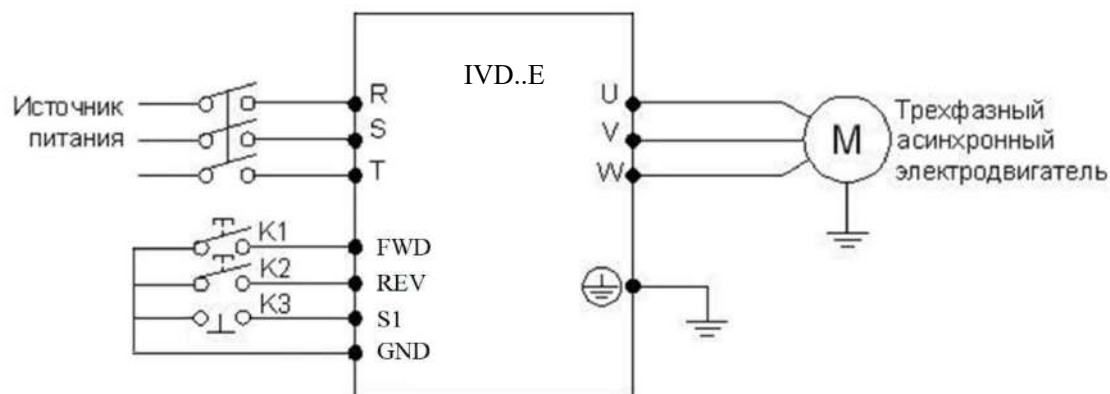 IVD..E
Источник
питания
R
S
T
U
V
W
M
Трехфазный
асинхронный
электродвигатель
K1
FWD
K2
REV
K3
S1
GND